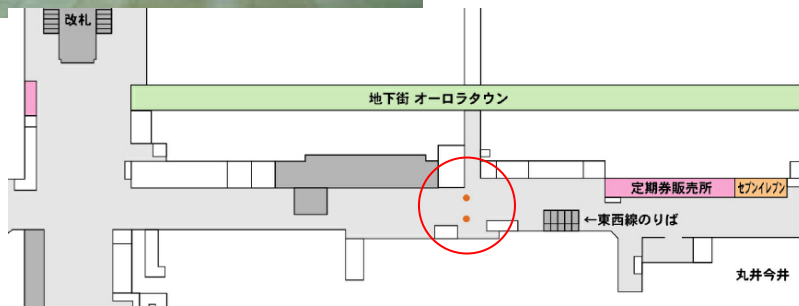 改札
地下街 オーロラタウン
定期券販売所
セブンイレブン
←東西線のりば
丸井今井